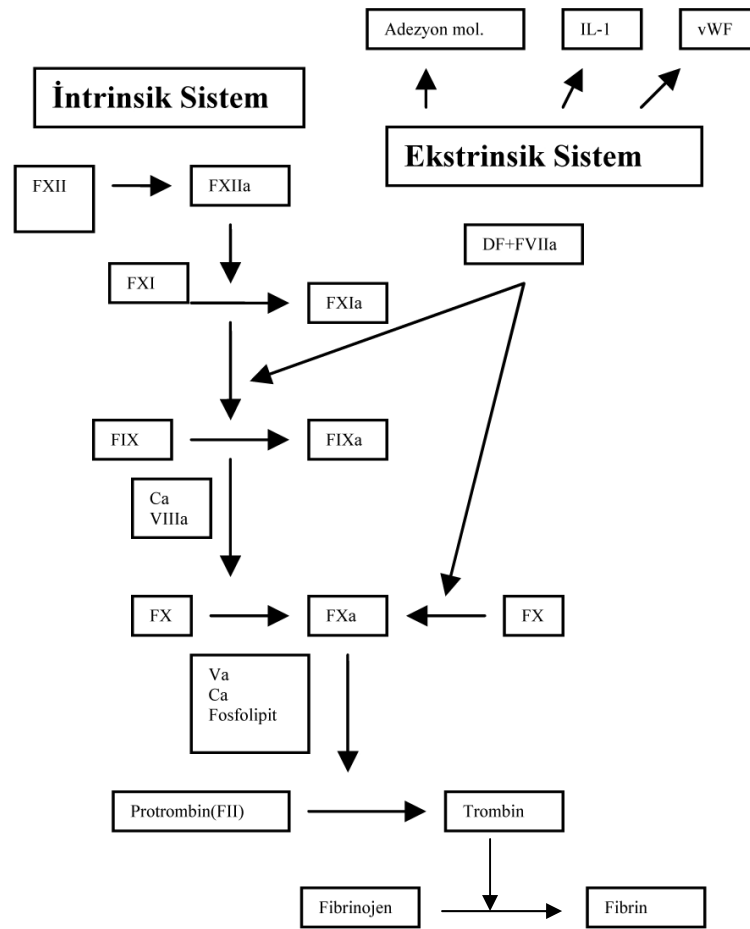 Adezyon mol.
IL-1
vWF
İntrinsik Sistem
Ekstrinsik Sistem
FXII
FXIIa
DF+FVIIa
FXI
FXIa
FIX
FIXa
Ca
VIIIa
FX
FXa
FX
Va
Ca
Fosfolipit
Protrombin(FII)
Trombin
Fibrinojen
Fibrin